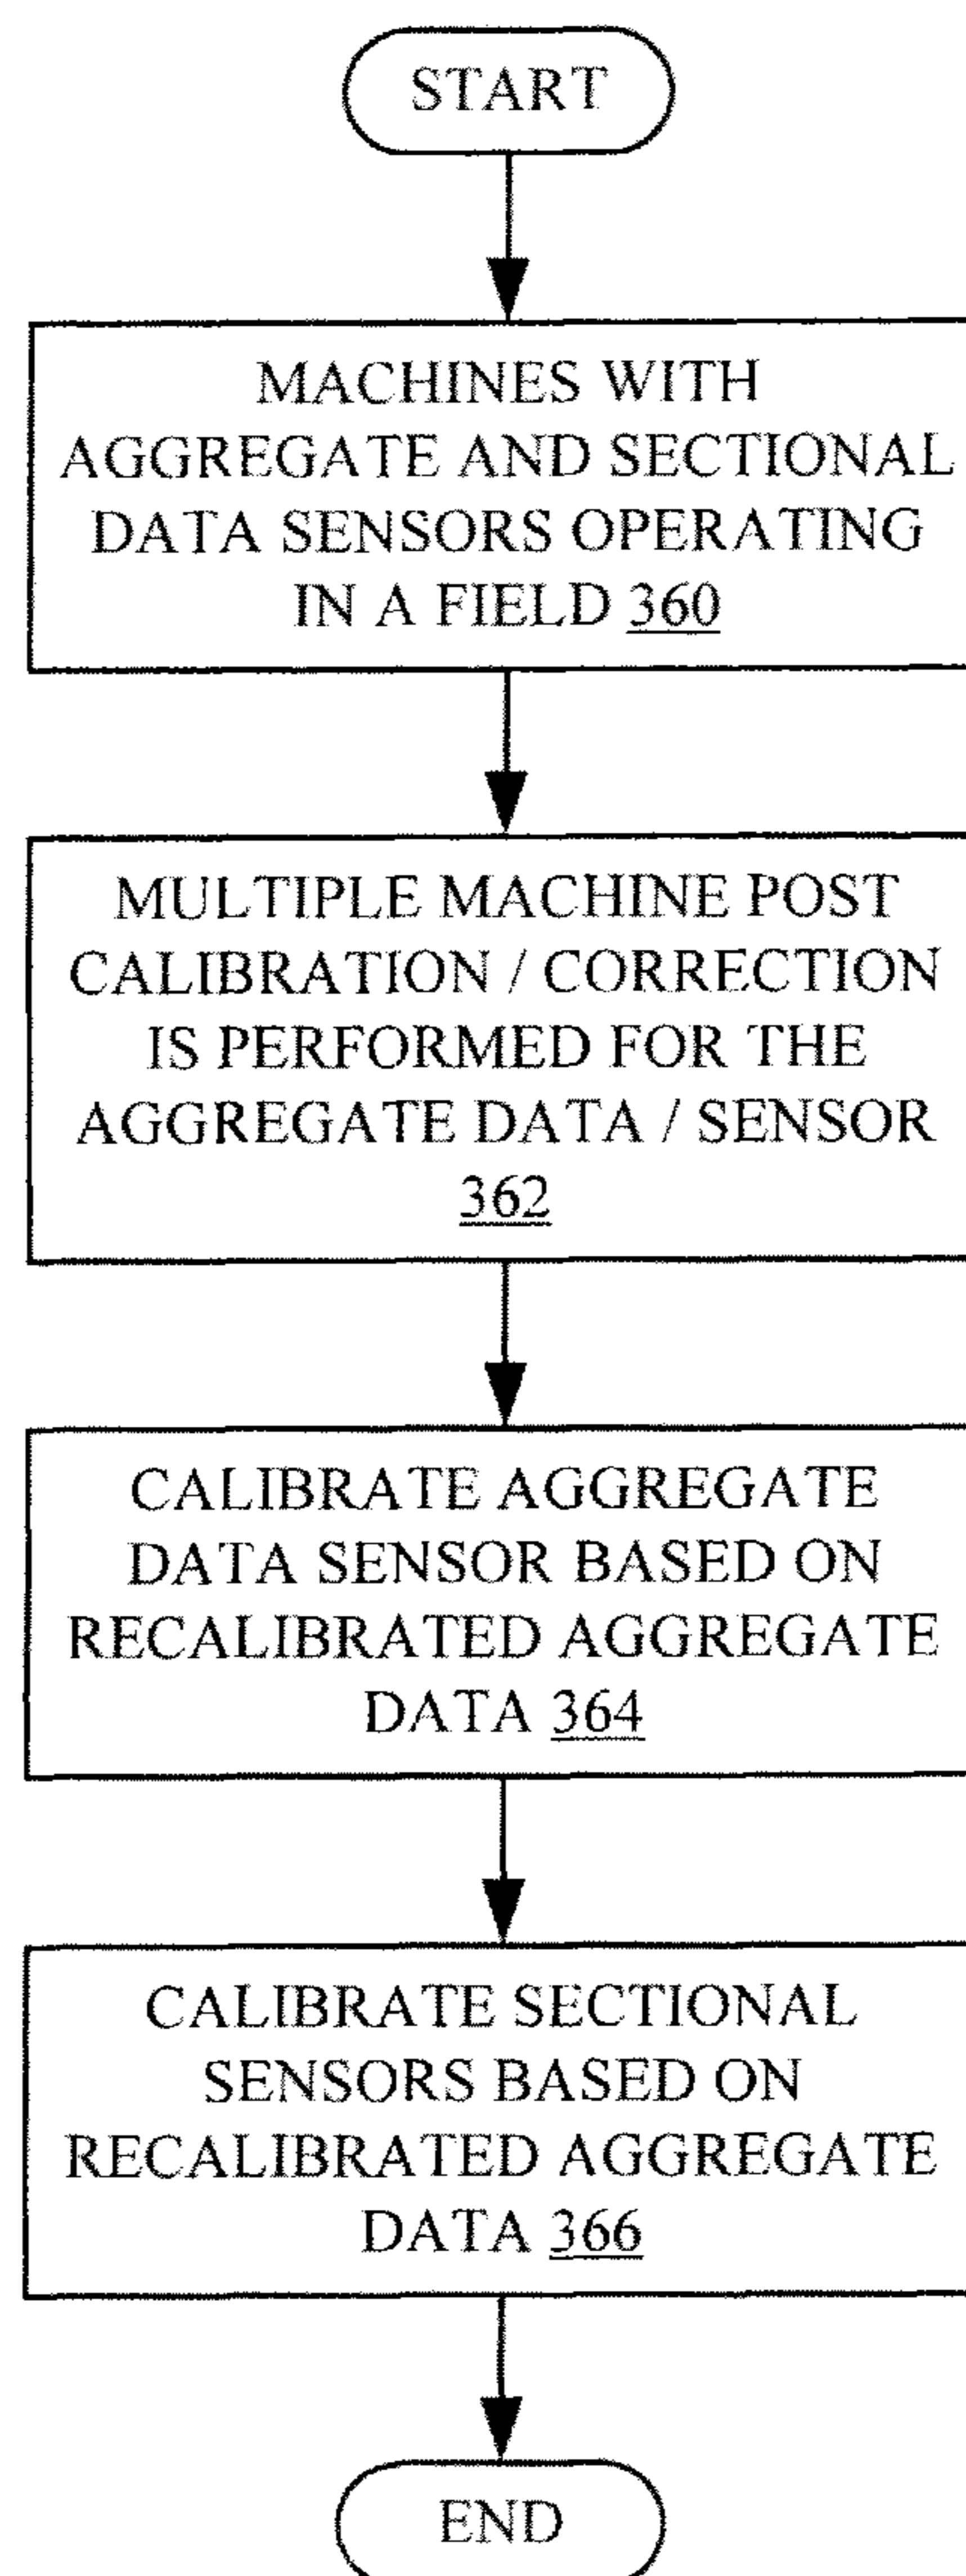 START
MACHINES WITH
AGGREGATE AND SECTIONAL
DATA SENSORS OPERATING
IN A FIELD 360
MULTIPLE MACHINE POST
CALIBRATION / CORRECTION
IS PERFORMED FOR THE
AGGREGATE DATA / SENSOR
362
CALIBRATE AGGREGATE
DATA SENSOR BASED ON
RECALIBRATED AGGREGATE
DATA 364
CALIBRATE SECTIONAL
SENSORS BASED ON
RECALIBRATED AGGREGATE
DATA 366
END